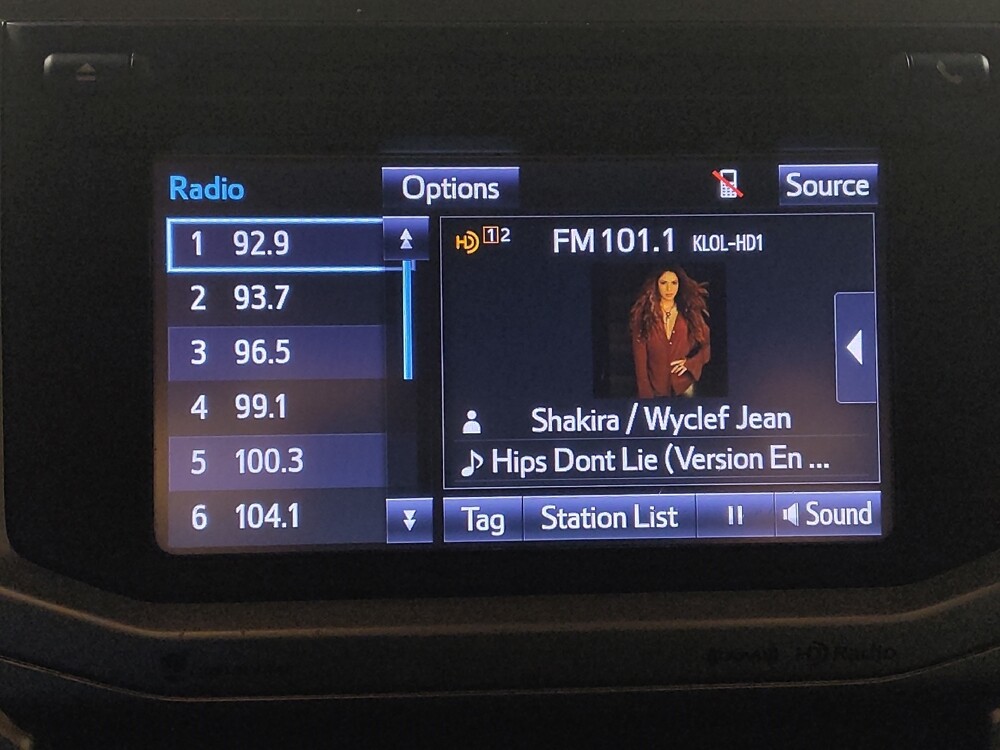 Radio Options Source
1 92.9
2 93.7
3 96.5
4 99.1
5 100.3
6 104.1
HD 1 2 FM 101.1 KLOL-HD1
Shakira / Wyclef Jean
Hips Dont Lie (Version En ...
Tag Station List Sound
HD Radio